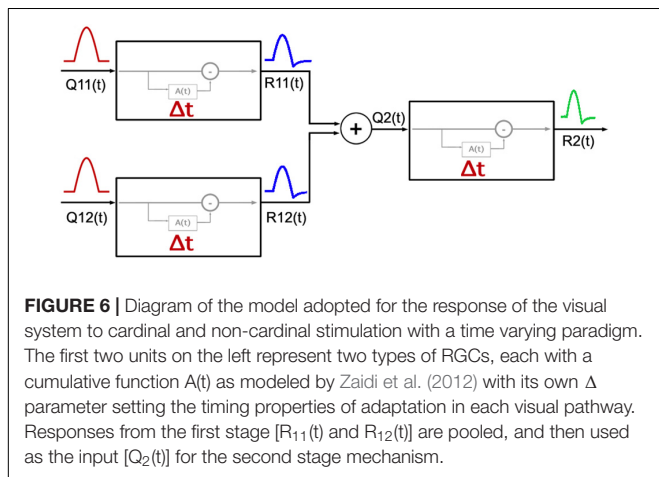 Q11(t)
-
A(t)
Δt
R11(t)
Q12(t)
-
A(t)
Δt
R12(t)
+
Q2(t)
-
A(t)
Δt
R2(t)
FIGURE 6 | Diagram of the model adopted for the response of the visual
system to cardinal and non-cardinal stimulation with a time varying paradigm.
The first two units on the left represent two types of RGCs, each with a
cumulative function A(t) as modeled by Zaidi et al. (2012) with its own Δ
parameter setting the timing properties of adaptation in each visual pathway.
Responses from the first stage [R₁₁(t) and R₁₂(t)] are pooled, and then used
as the input [Q₂(t)] for the second stage mechanism.